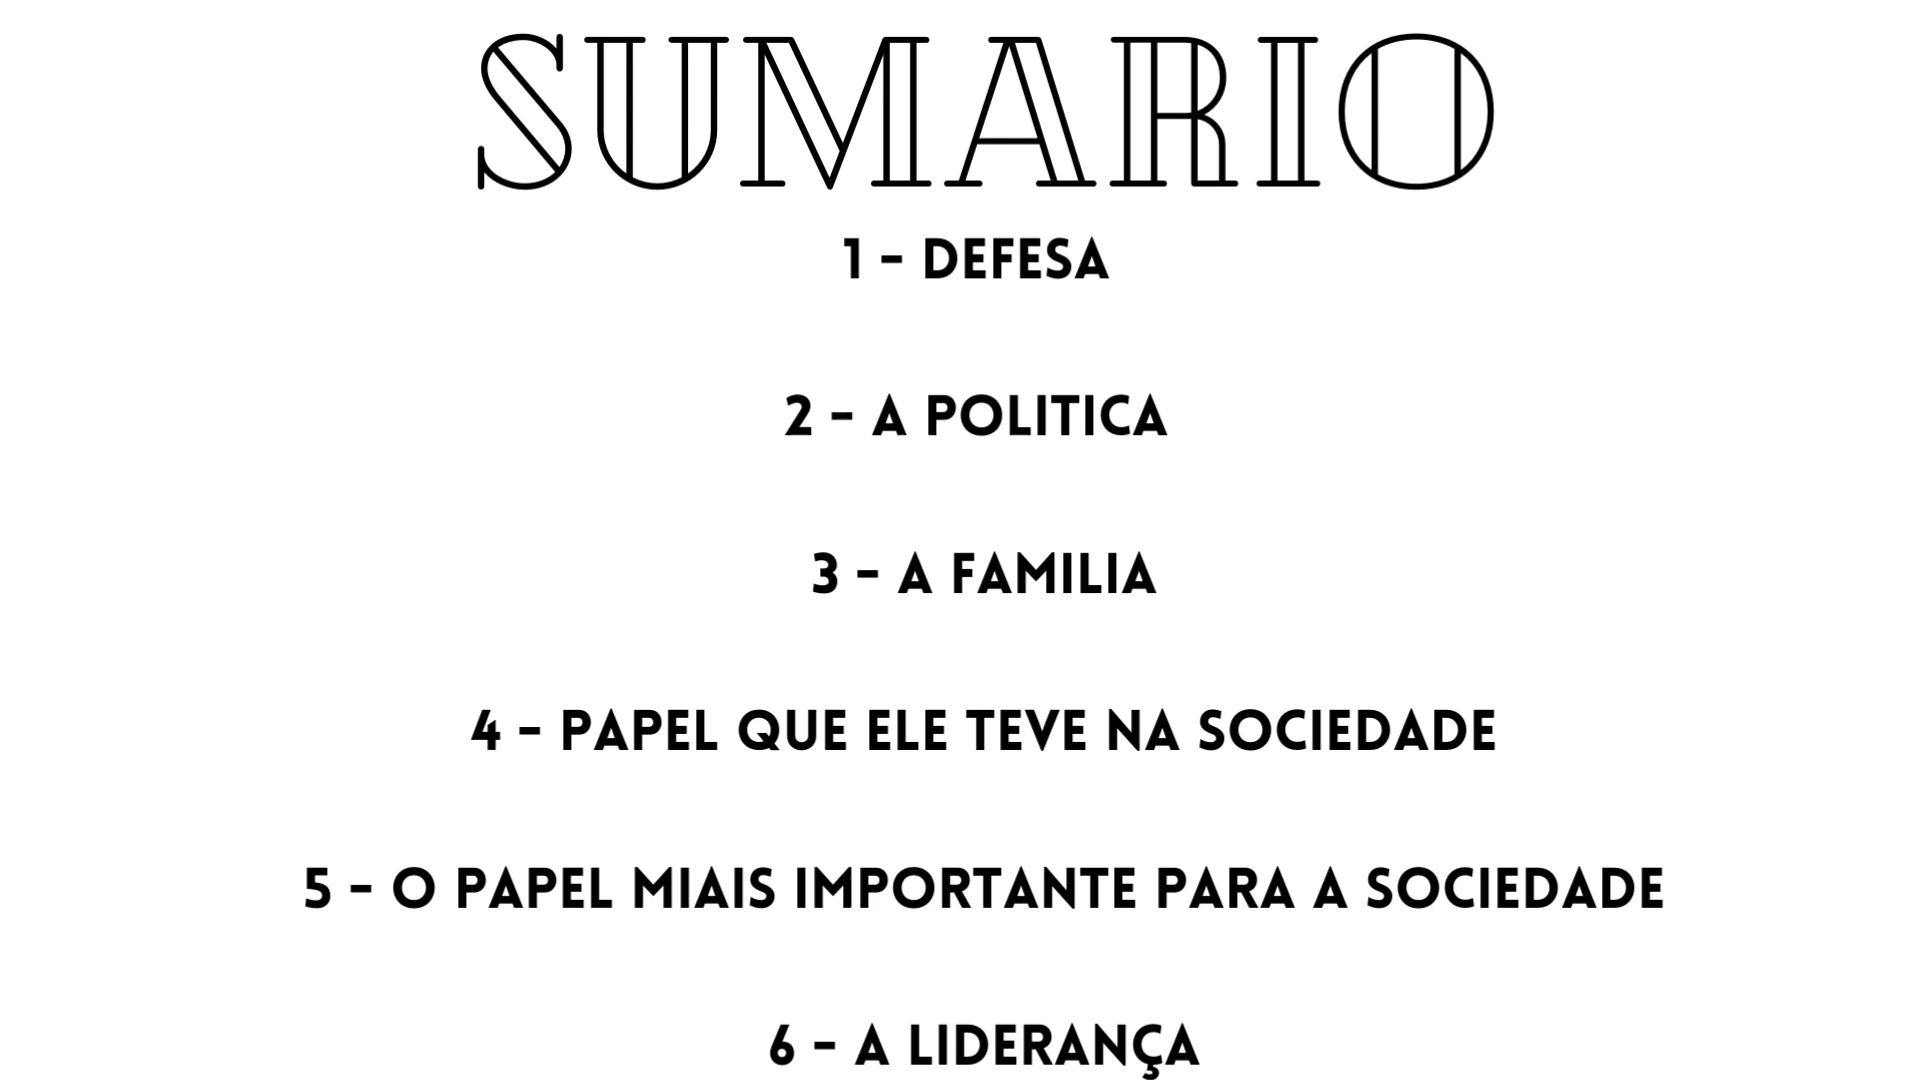 SUMARIO
1 - DEFESA
2 - A POLITICA
3 - A FAMILIA
4 - PAPEL QUE ELE TEVE NA SOCIEDADE
5 - O PAPEL MIAIS IMPORTANTE PARA A SOCIEDADE
6 - A LIDERANÇA